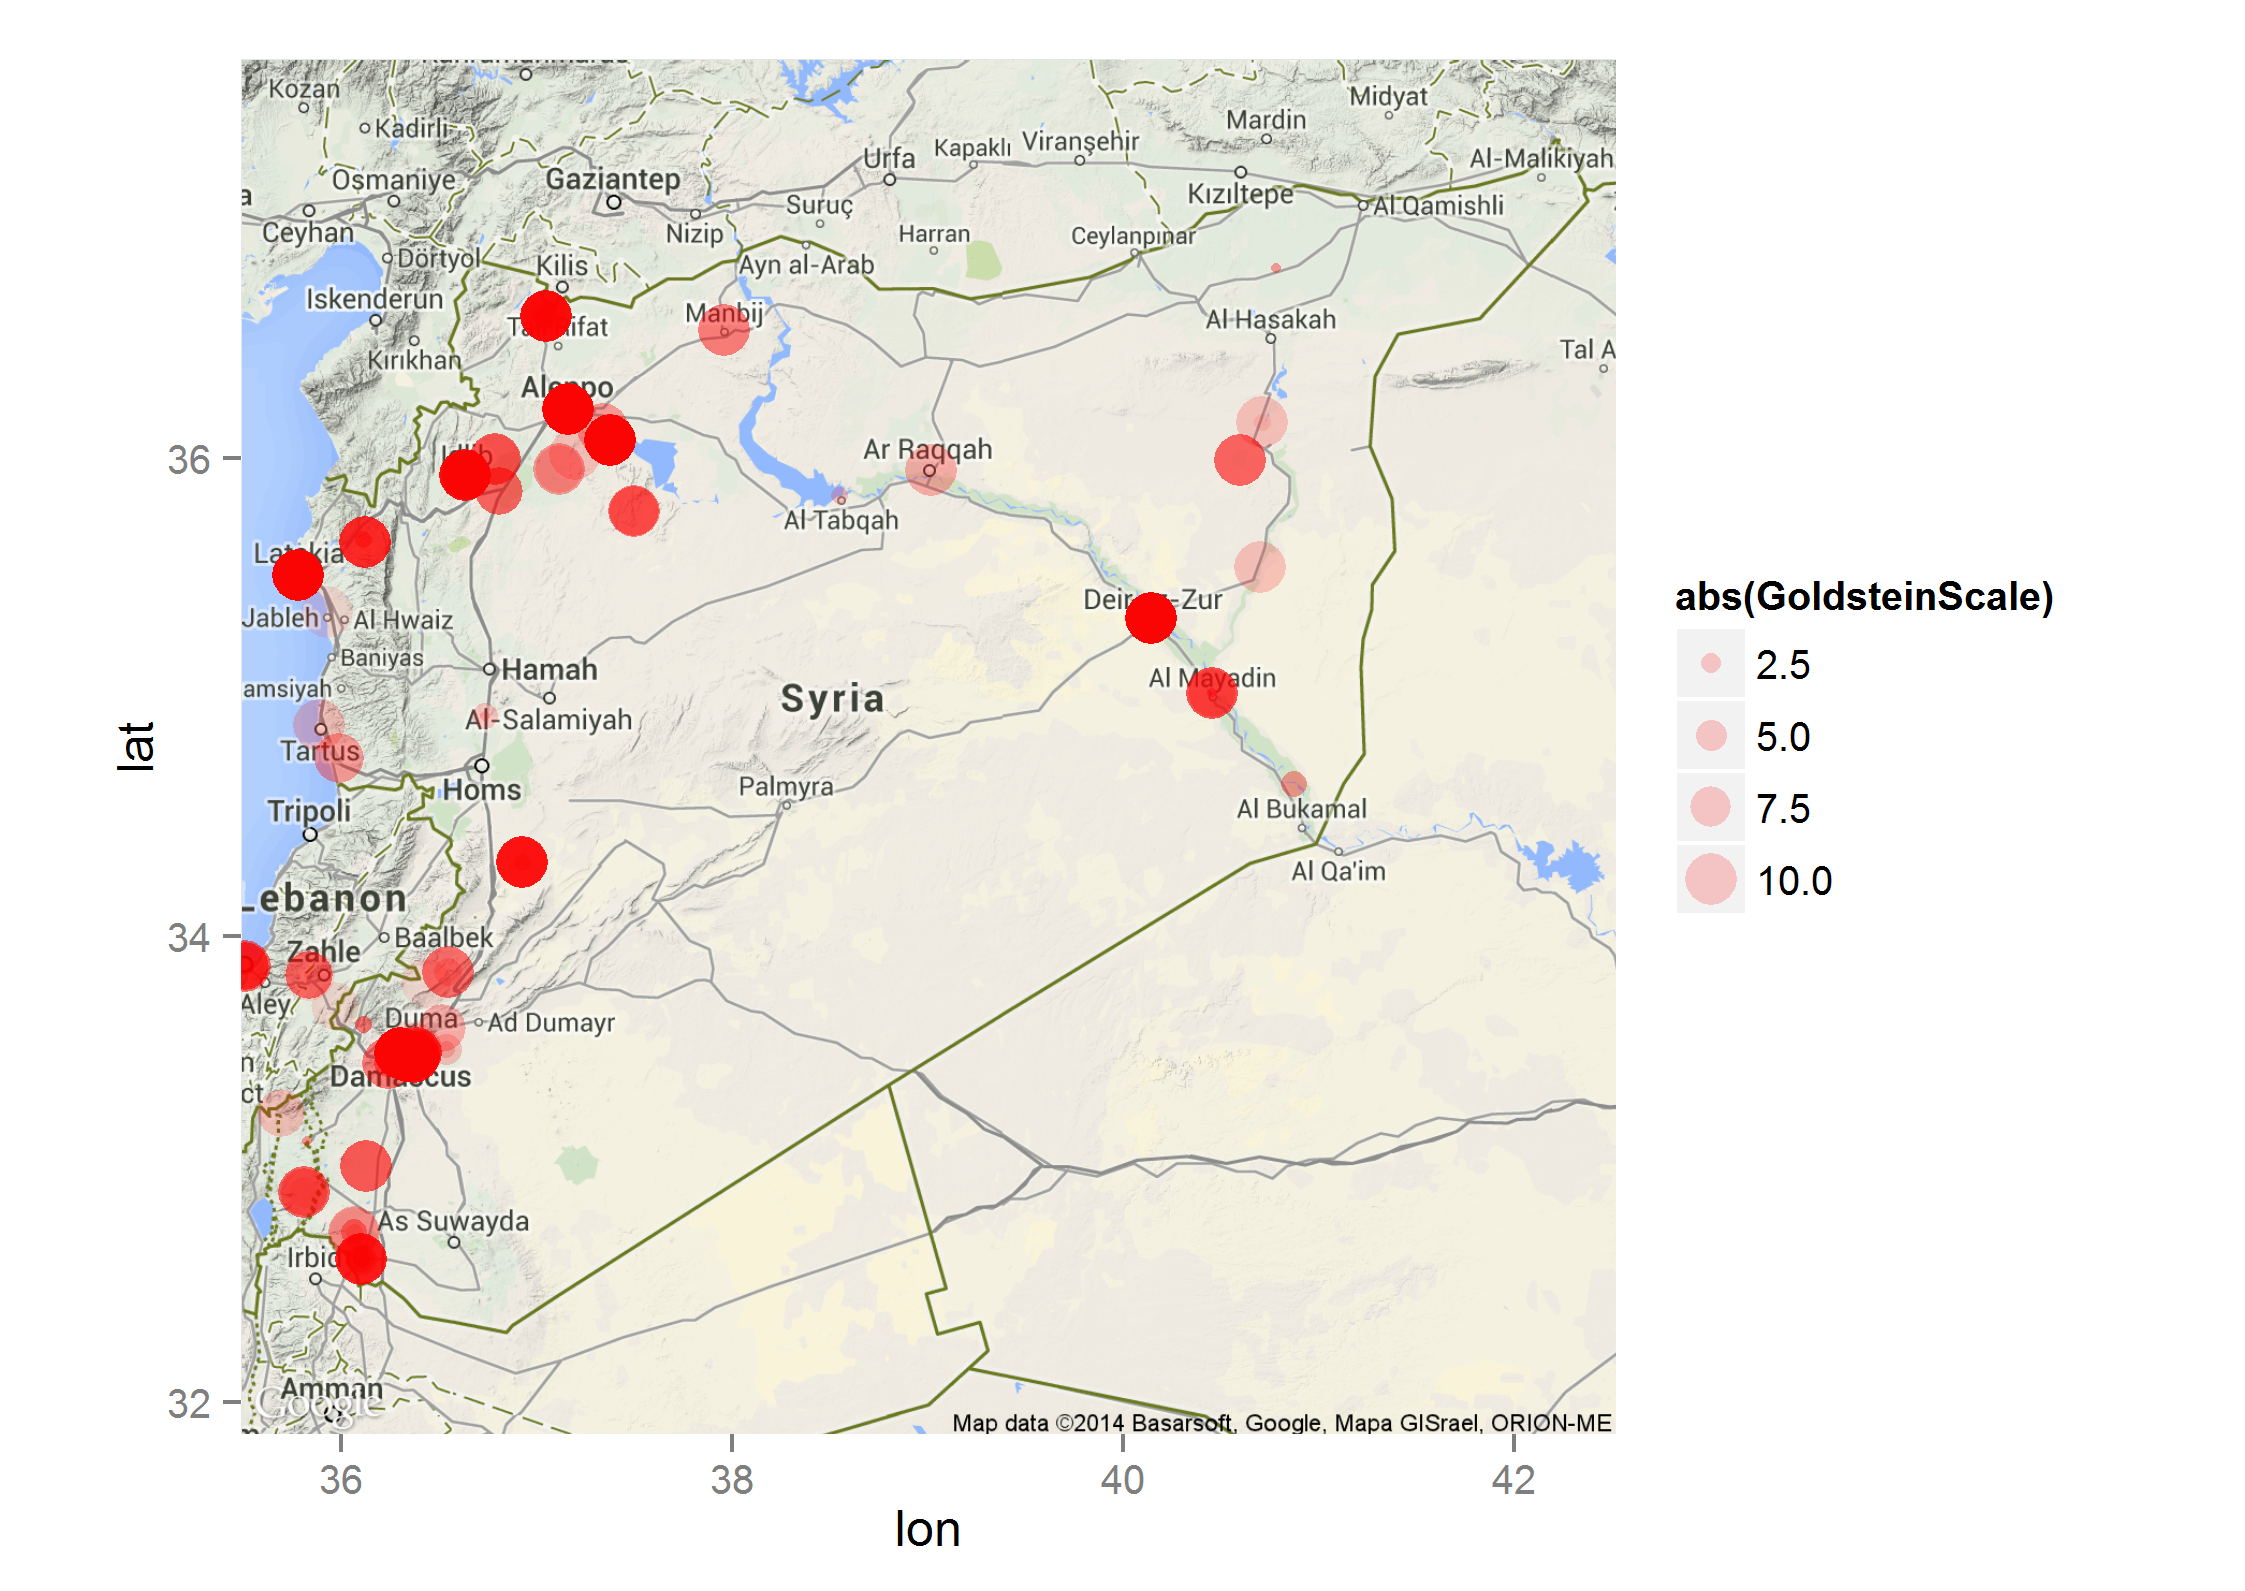 Kozan
Kadirli
Midyat
Mardin
Viranşehir
Kapaklı
Urfa
Al-Malikiyah
Osmaniye
Gaziantep
Kızıltepe
Suruç
Al Qamishli
a
Ceyhan
Nizip
Harran
Ceylanpınar
Dörtyol
Kilis
Ayn al-Arab
Iskenderun
Manbij
Al Hasakah
Kırıkhan
Tal A
Aleppo
36
Idlib
Ar Raqqah
Al Tabqah
Latakia
Deir ez-Zur
Jableh
Al Hwaiz
Baniyas
Hamah
Al Mayadin
amsiyah
Syria
Al-Salamiyah
Tartus
Homs
Palmyra
Tripoli
Al Bukamal
Al Qa'im
Lebanon
34
Zahle
Baalbek
Aley
Duma
Ad Dumayr
n
Damascus
ct
As Suwayda
Irbid
Amman
Google
32
Map data ©2014 Basarsoft, Google, Mapa GISrael, ORION-ME
36
38
40
42
lon
lat
abs(GoldsteinScale)
2.5
5.0
7.5
10.0